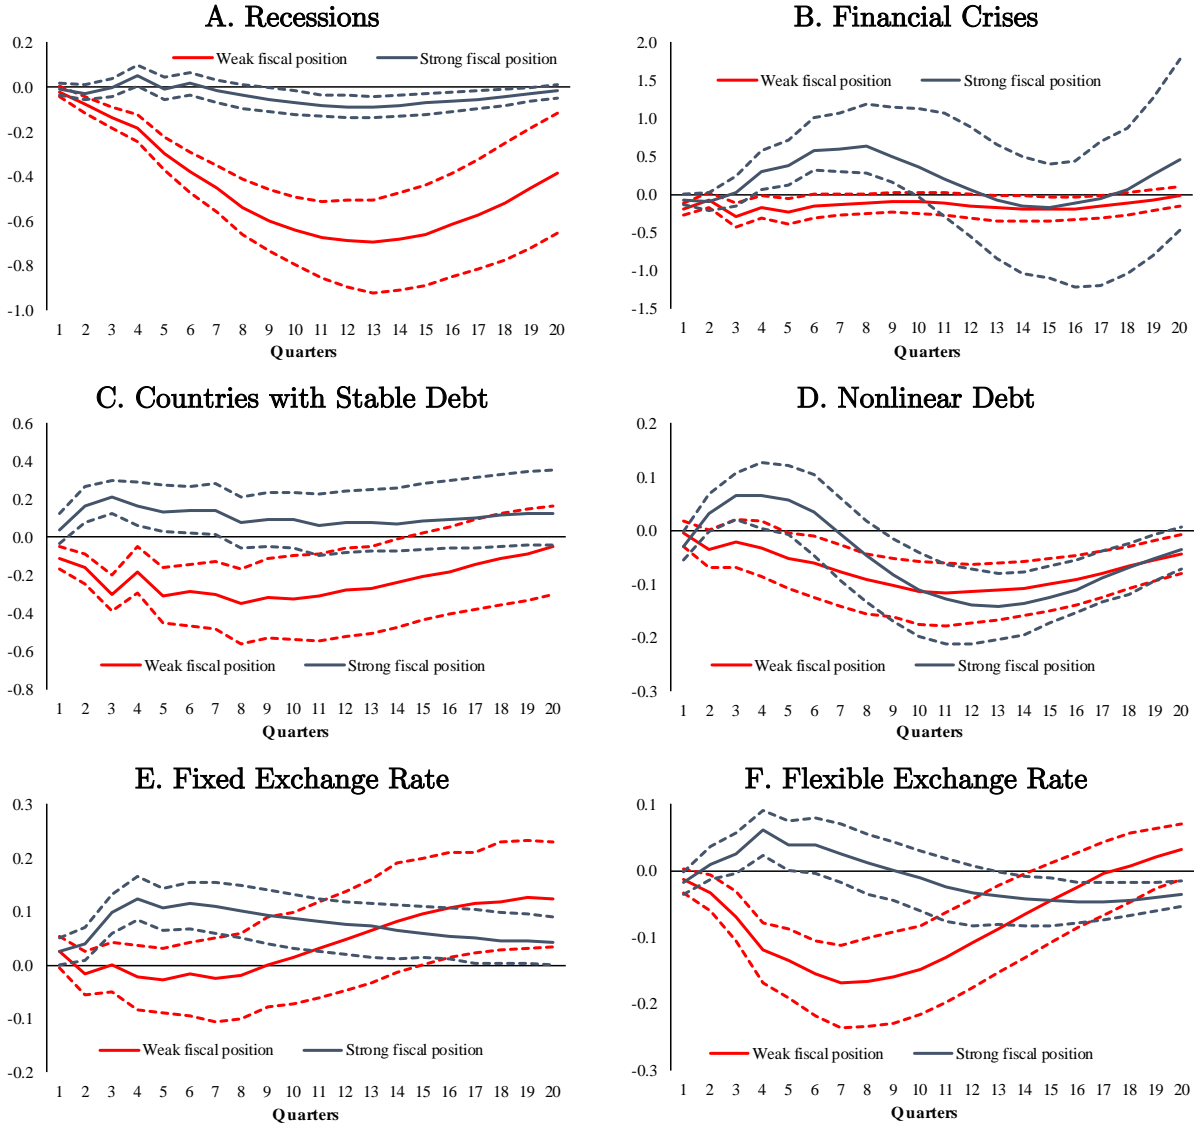 A. Recessions
0.2
0.0
-0.2
-0.4
-0.6
-0.8
-1.0
Weak fiscal position Strong fiscal position
1 2 3 4 5 6 7 8 9 10 11 12 13 14 15 16 17 18 19 20
Quarters
B. Financial Crises
2.0
1.5
1.0
0.5
0.0
-0.5
-1.0
-1.5
Weak fiscal position Strong fiscal position
1 2 3 4 5 6 7 8 9 10 11 12 13 14 15 16 17 18 19 20
Quarters
C. Countries with Stable Debt
0.6
0.4
0.2
0.0
-0.2
-0.4
-0.6
-0.8
Weak fiscal position Strong fiscal position
1 2 3 4 5 6 7 8 9 10 11 12 13 14 15 16 17 18 19 20
Quarters
D. Nonlinear Debt
0.2
0.1
0.0
-0.1
-0.2
-0.3
Weak fiscal position Strong fiscal position
1 2 3 4 5 6 7 8 9 10 11 12 13 14 15 16 17 18 19 20
Quarters
E. Fixed Exchange Rate
0.3
0.2
0.1
0.0
-0.1
-0.2
Weak fiscal position Strong fiscal position
1 2 3 4 5 6 7 8 9 10 11 12 13 14 15 16 17 18 19 20
Quarters
F. Flexible Exchange Rate
0.1
0.0
-0.1
-0.2
-0.3
Weak fiscal position Strong fiscal position
1 2 3 4 5 6 7 8 9 10 11 12 13 14 15 16 17 18 19 20
Quarters